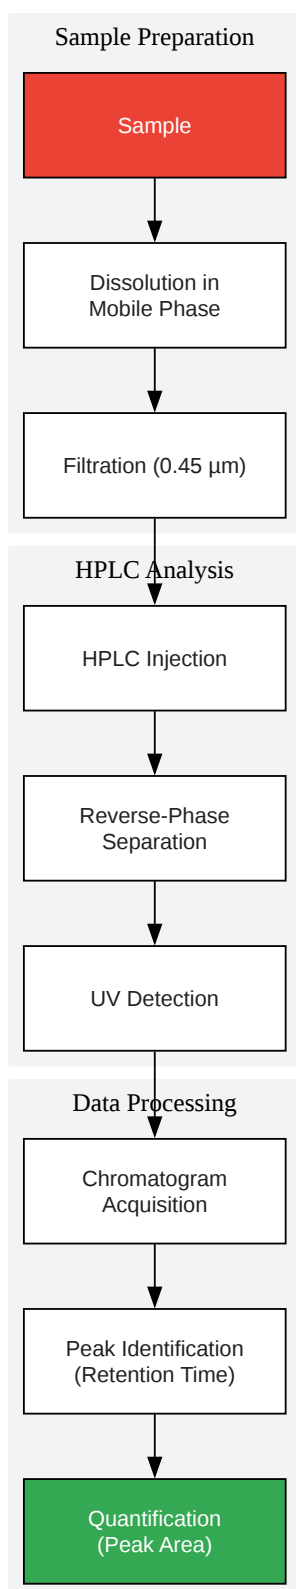 Sample Preparation
Sample
Dissolution in
Mobile Phase
Filtration (0.45 µm)
HPLC Analysis
HPLC Injection
Reverse-Phase
Separation
UV Detection
Data Processing
Chromatogram
Acquisition
Peak Identification
(Retention Time)
Quantification
(Peak Area)